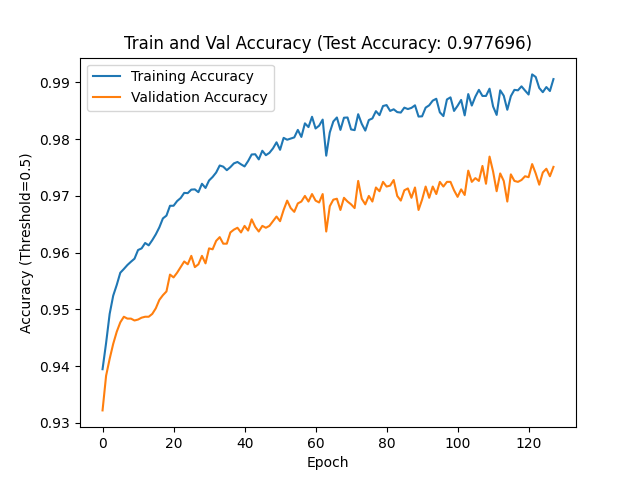 Train and Val Accuracy (Test Accuracy: 0.977696)
Training Accuracy
Validation Accuracy
Accuracy (Threshold=0.5)
0.99
0.98
0.97
0.96
0.95
0.94
0.93
0 20 40 60 80 100 120
Epoch